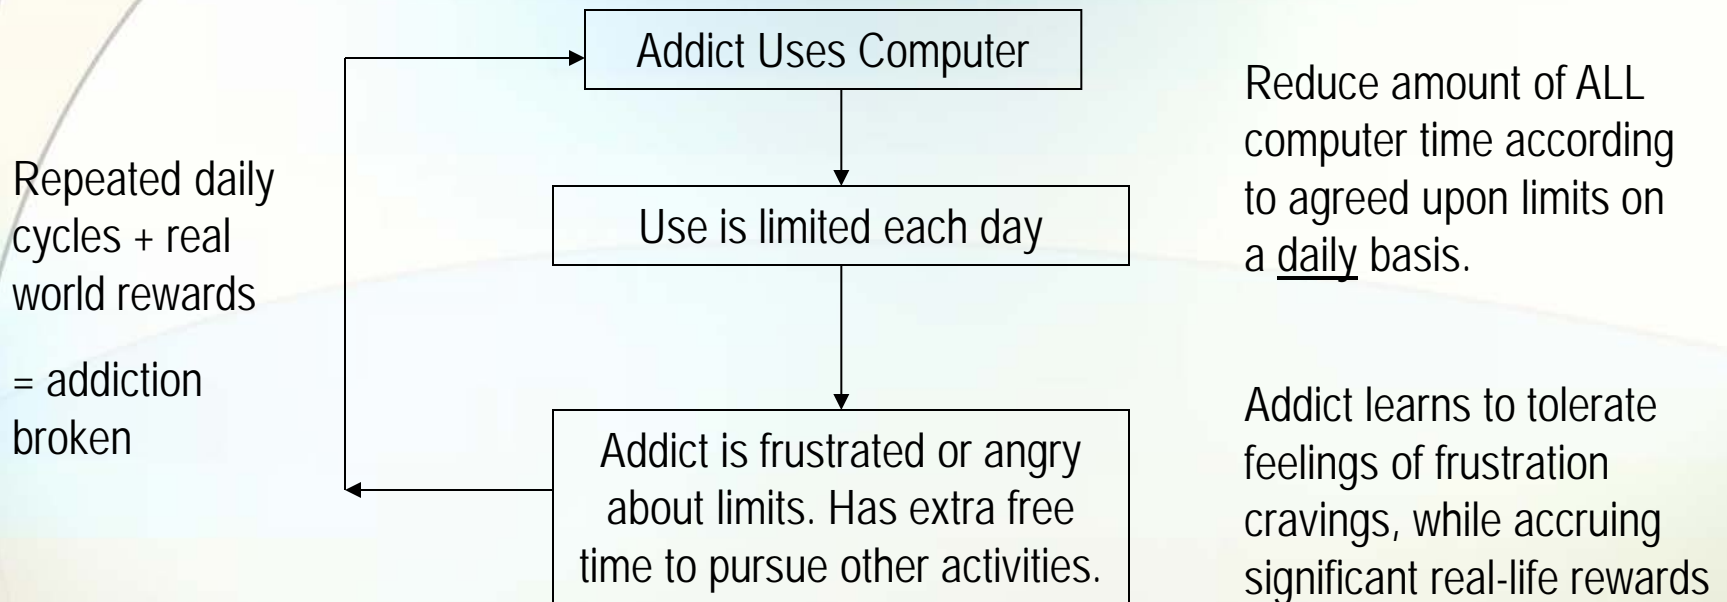 Addict Uses Computer
Reduce amount of ALL
computer time according
to agreed upon limits on
a daily basis.
Repeated daily
cycles + real
world rewards
= addiction
broken
Use is limited each day
Addict is frustrated or angry
about limits. Has extra free
time to pursue other activities.
Addict learns to tolerate
feelings of frustration
cravings, while accruing
significant real-life rewards